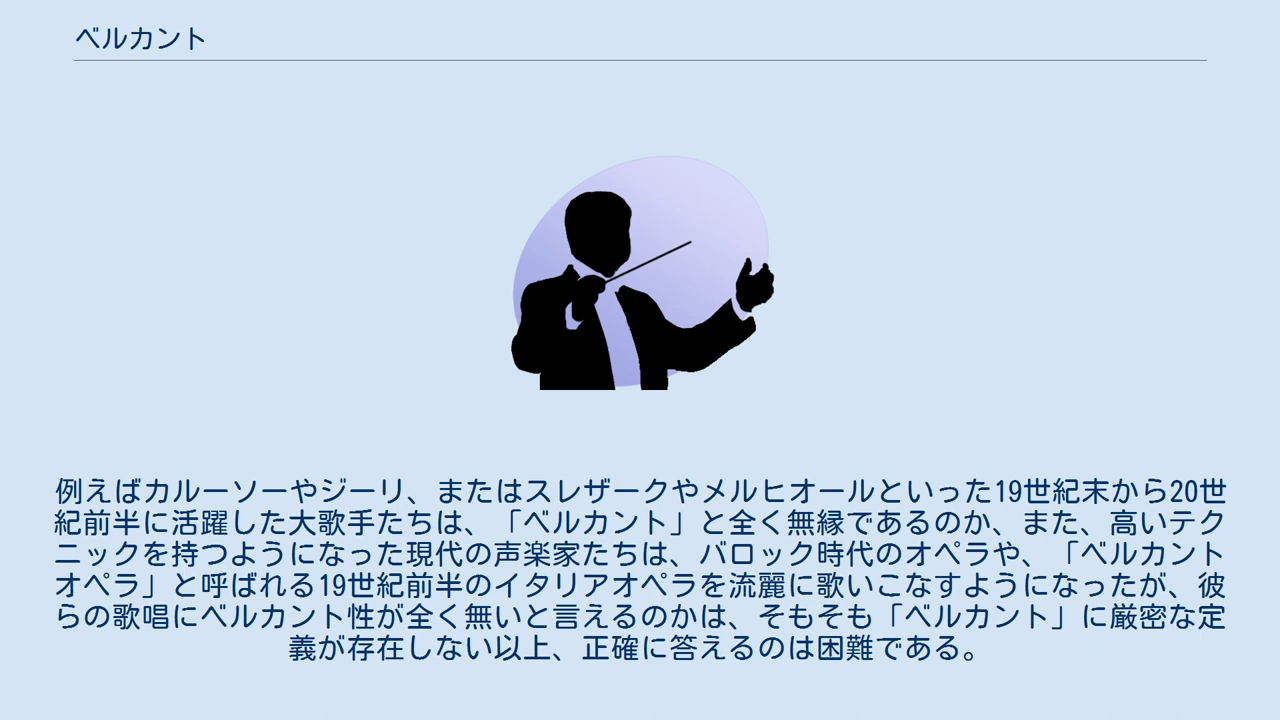 ベルカント
例えばカルーソーやジーリ、またはスレザークやメルヒオールといった19世紀末から20世
紀前半に活躍した大歌手たちは、「ベルカント」と全く無縁であるのか、また、高いテク
ニックを持つようになった現代の声楽家たちは、バロック時代のオペラや、「ベルカント
オペラ」と呼ばれる19世紀前半のイタリアオペラを流麗に歌いこなすようになったが、彼
らの歌唱にベルカント性が全く無いと言えるのかは、そもそも「ベルカント」に厳密な定
義が存在しない以上、正確に答えるのは困難である。